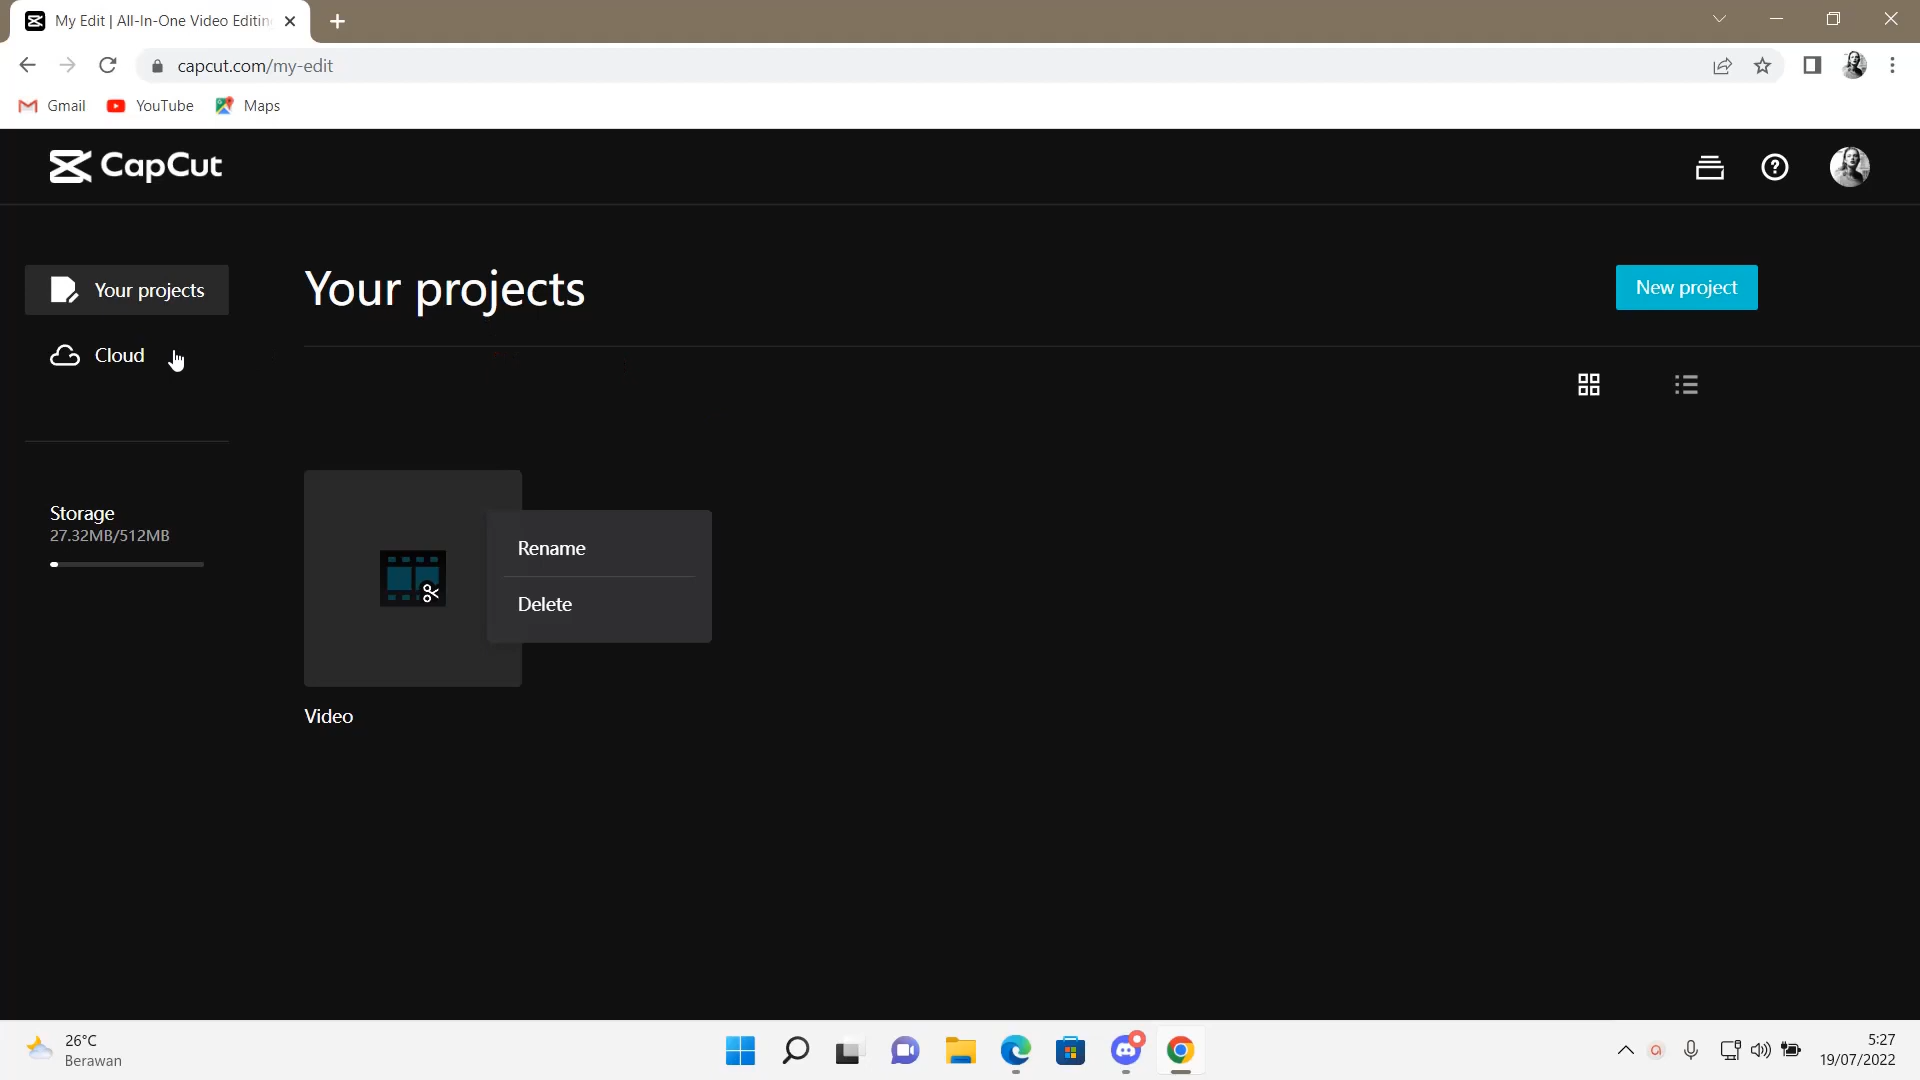 My Edit | All-In-One Video Editin
capcut.com/my-edit
Gmail
YouTube
Maps
CapCut
Your projects
Cloud
Storage
27.32MB/512MB
Your projects
New project
Rename
Delete
Video
26°C
Berawan
5:27
19/07/2022